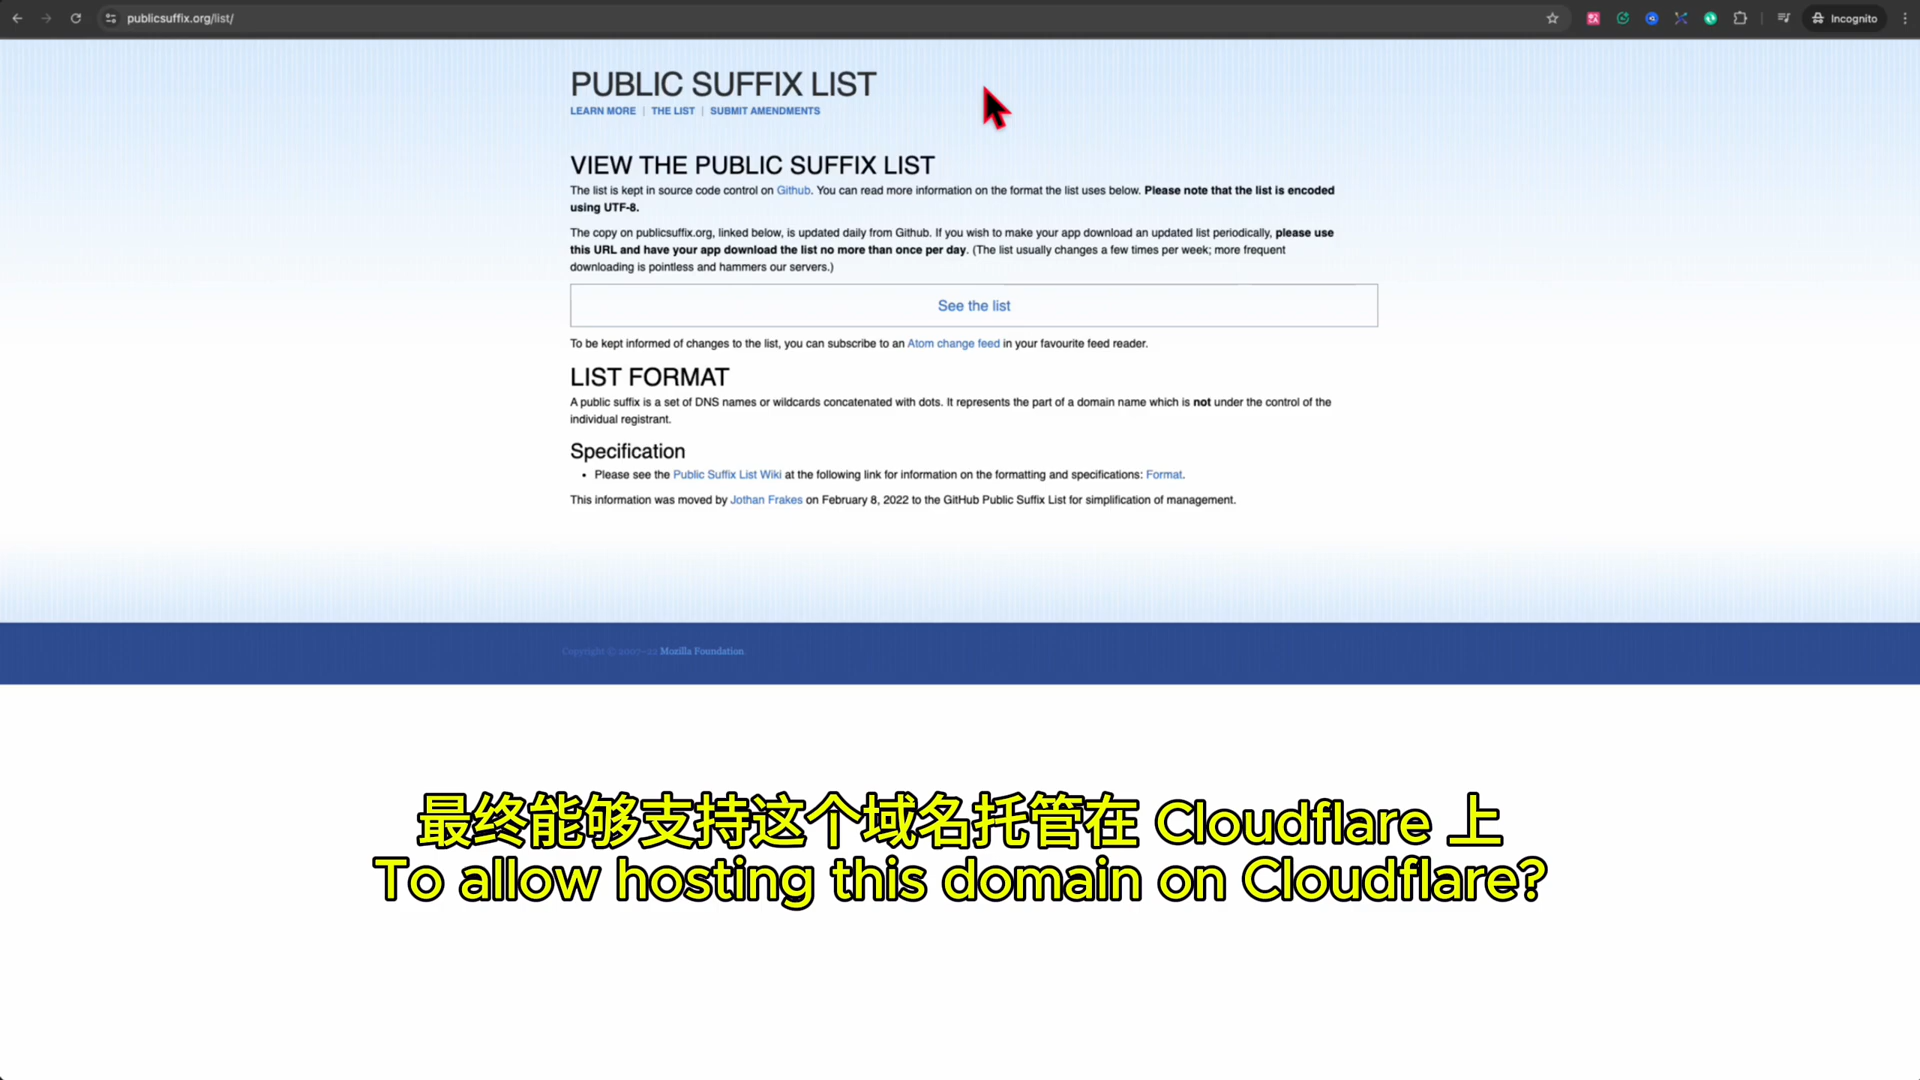 publicsuffix.org/list/
Incognito
PUBLIC SUFFIX LIST
LEARN MORE | THE LIST | SUBMIT AMENDMENTS
VIEW THE PUBLIC SUFFIX LIST
The list is kept in source code control on Github. You can read more information on the format the list uses below. Please note that the list is encoded
using UTF-8.
The copy on publicsuffix.org, linked below, is updated daily from Github. If you wish to make your app download an updated list periodically, please use
this URL and have your app download the list no more than once per day. (The list usually changes a few times per week; more frequent
downloading is pointless and hammers our servers.)
See the list
To be kept informed of changes to the list, you can subscribe to an Atom change feed in your favourite feed reader.
LIST FORMAT
A public suffix is a set of DNS names or wildcards concatenated with dots. It represents the part of a domain name which is not under the control of the
individual registrant.
Specification
• Please see the Public Suffix List Wiki at the following link for information on the formatting and specifications: Format.
This information was moved by Jothan Frakes on February 8, 2022 to the GitHub Public Suffix List for simplification of management.
Copyright © 2007–22 Mozilla Foundation
最终能够支持这个域名托管在 Cloudflare 上
To allow hosting this domain on Cloudflare?